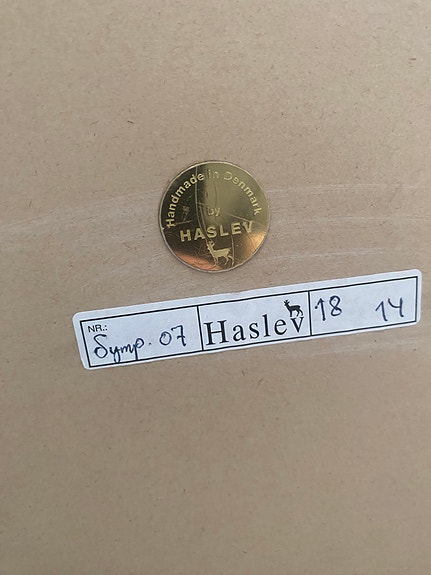 Handmade in Denmark
by
HASLEV
NR.: Symp. 07 Haslev 18 14